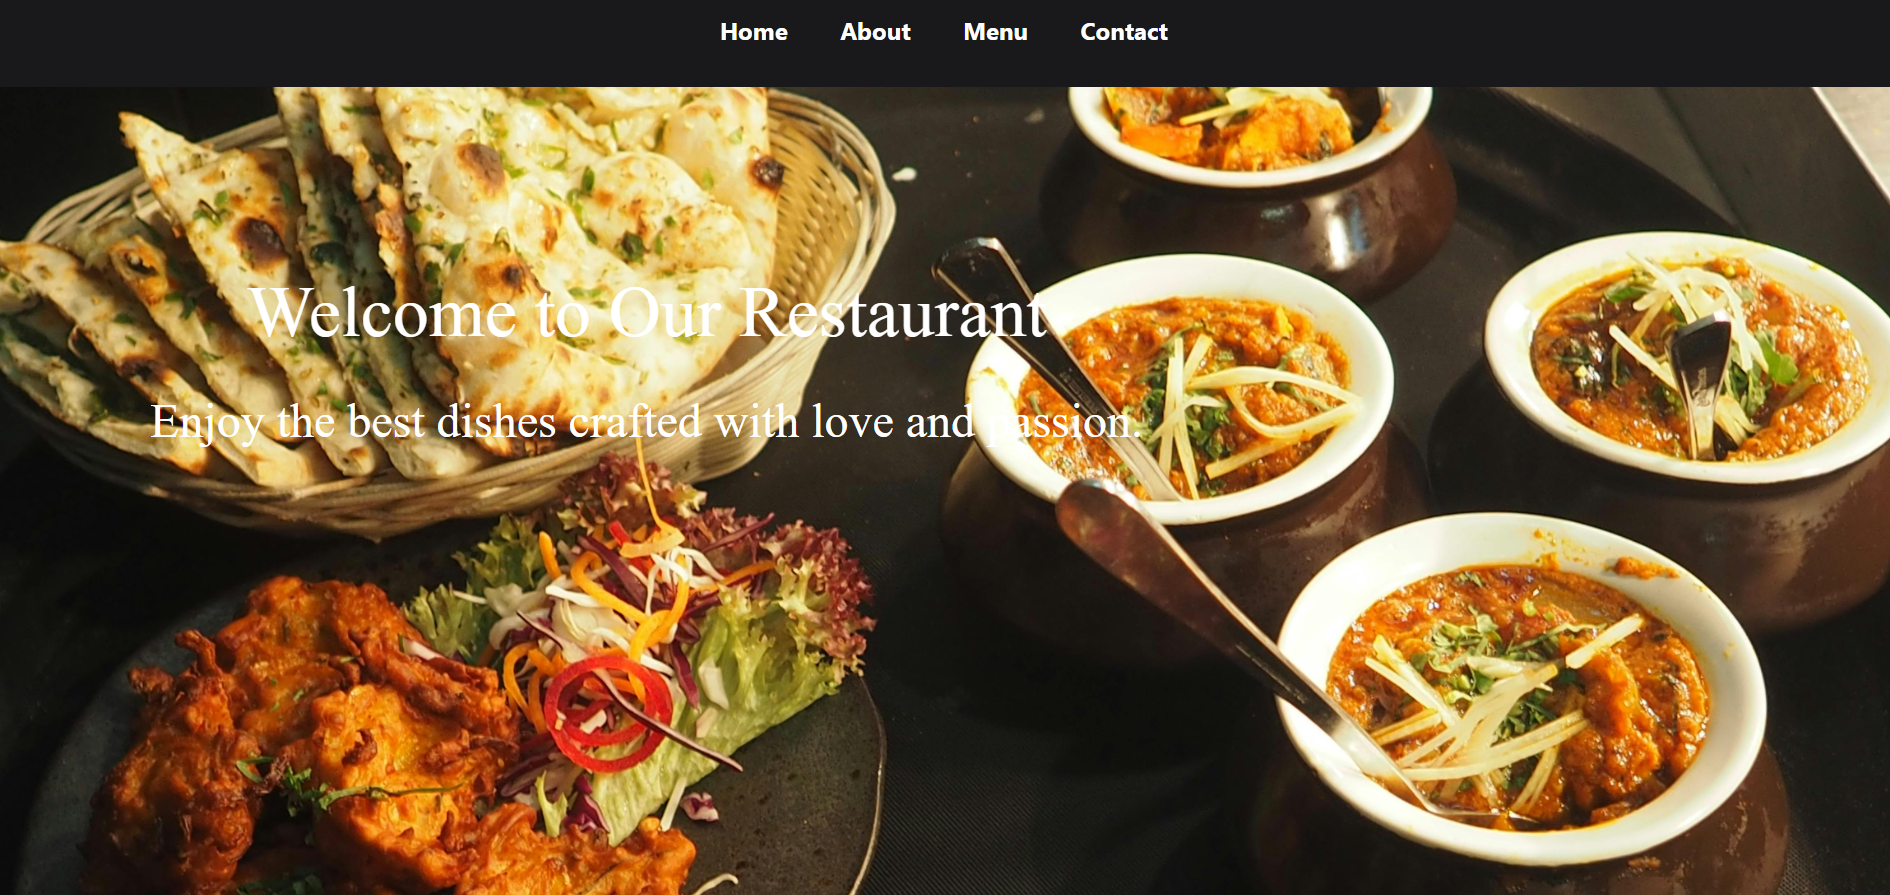 Home About Menu Contact
Welcome to Our Restaurant
Enjoy the best dishes crafted with love and passion.